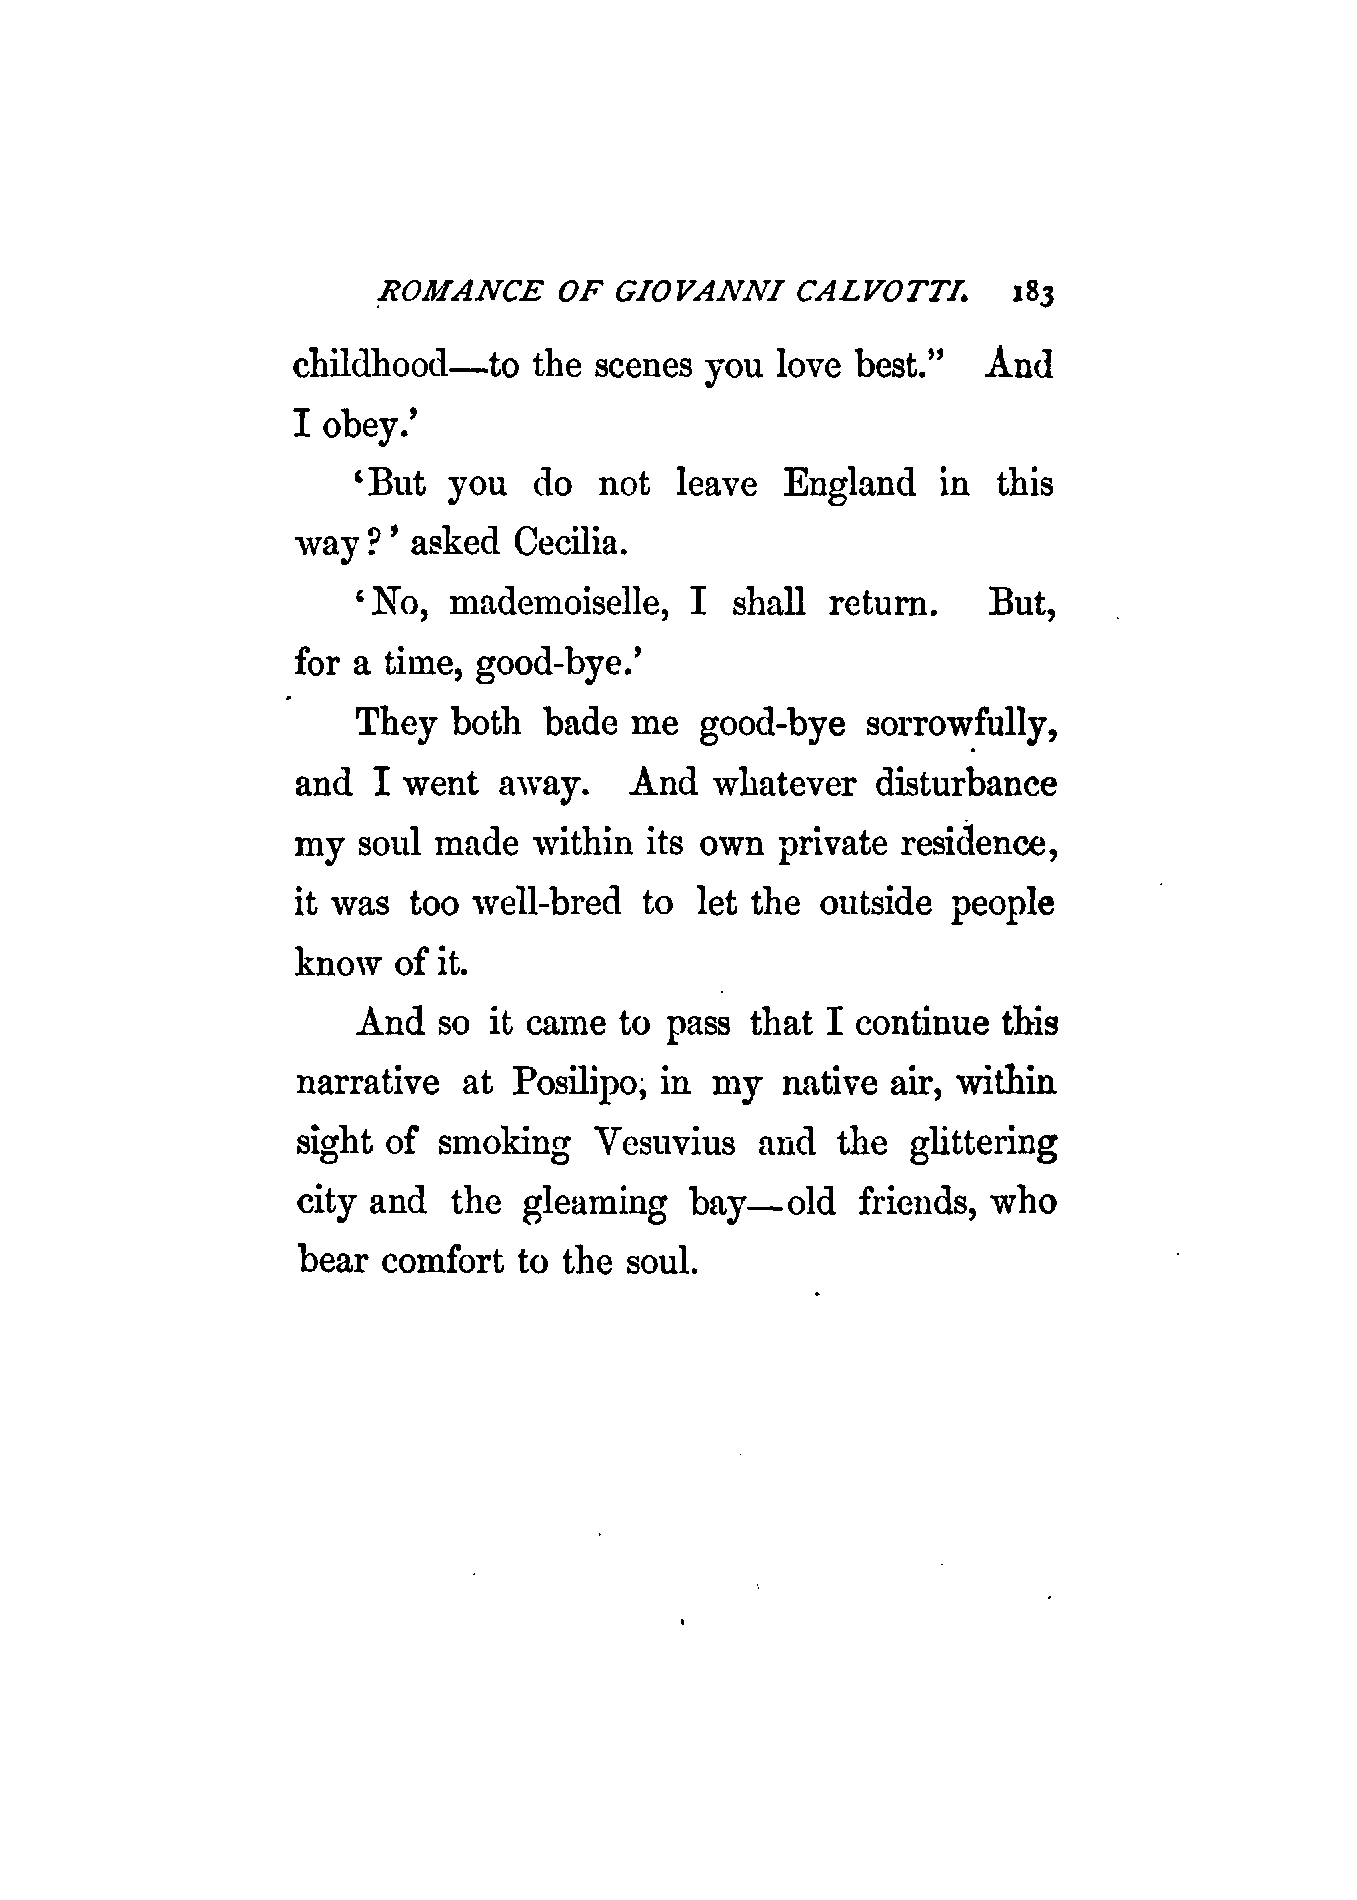 ROMANCE OF GIOVANNI CALVOTTI. 183
childhood—to the scenes you love best.” And
I obey.’
‘But you do not leave England in this
way?’ asked Cecilia.
‘No, mademoiselle, I shall return. But,
for a time, good-bye.’
They both bade me good-bye sorrowfully,
and I went away. And whatever disturbance
my soul made within its own private residence,
it was too well-bred to let the outside people
know of it.
And so it came to pass that I continue this
narrative at Posilipo, in my native air, within
sight of smoking Vesuvius and the glittering
city and the gleaming bay—old friends, who
bear comfort to the soul.